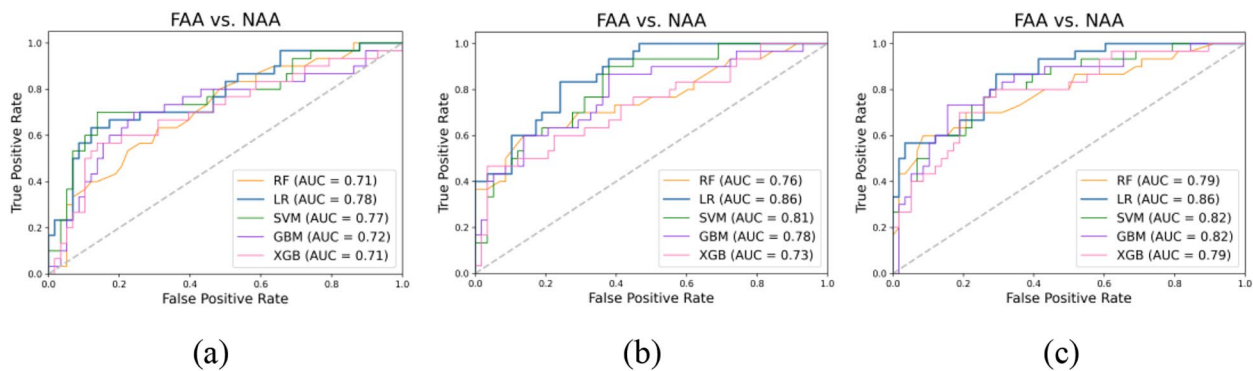 FAA vs. NAA
True Positive Rate
1.0
0.8
0.6
0.4
0.2
0.0
RF (AUC = 0.71)
LR (AUC = 0.78)
SVM (AUC = 0.77)
GBM (AUC = 0.72)
XGB (AUC = 0.71)
0.0 0.2 0.4 0.6 0.8 1.0
False Positive Rate
(a)
FAA vs. NAA
True Positive Rate
1.0
0.8
0.6
0.4
0.2
0.0
RF (AUC = 0.76)
LR (AUC = 0.86)
SVM (AUC = 0.81)
GBM (AUC = 0.78)
XGB (AUC = 0.73)
0.0 0.2 0.4 0.6 0.8 1.0
False Positive Rate
(b)
FAA vs. NAA
True Positive Rate
1.0
0.8
0.6
0.4
0.2
0.0
RF (AUC = 0.79)
LR (AUC = 0.86)
SVM (AUC = 0.82)
GBM (AUC = 0.82)
XGB (AUC = 0.79)
0.0 0.2 0.4 0.6 0.8 1.0
False Positive Rate
(c)